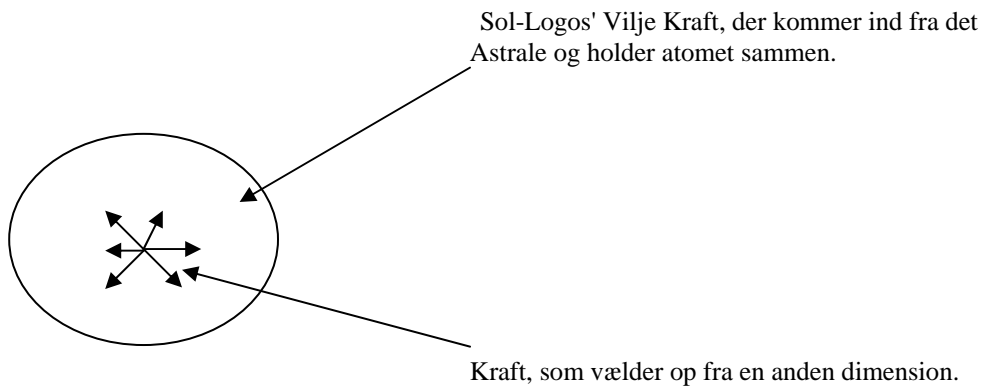 Sol-Logos' Vilje Kraft, der kommer ind fra det
Astrale og holder atomet sammen.
Kraft, som vælder op fra en anden dimension.